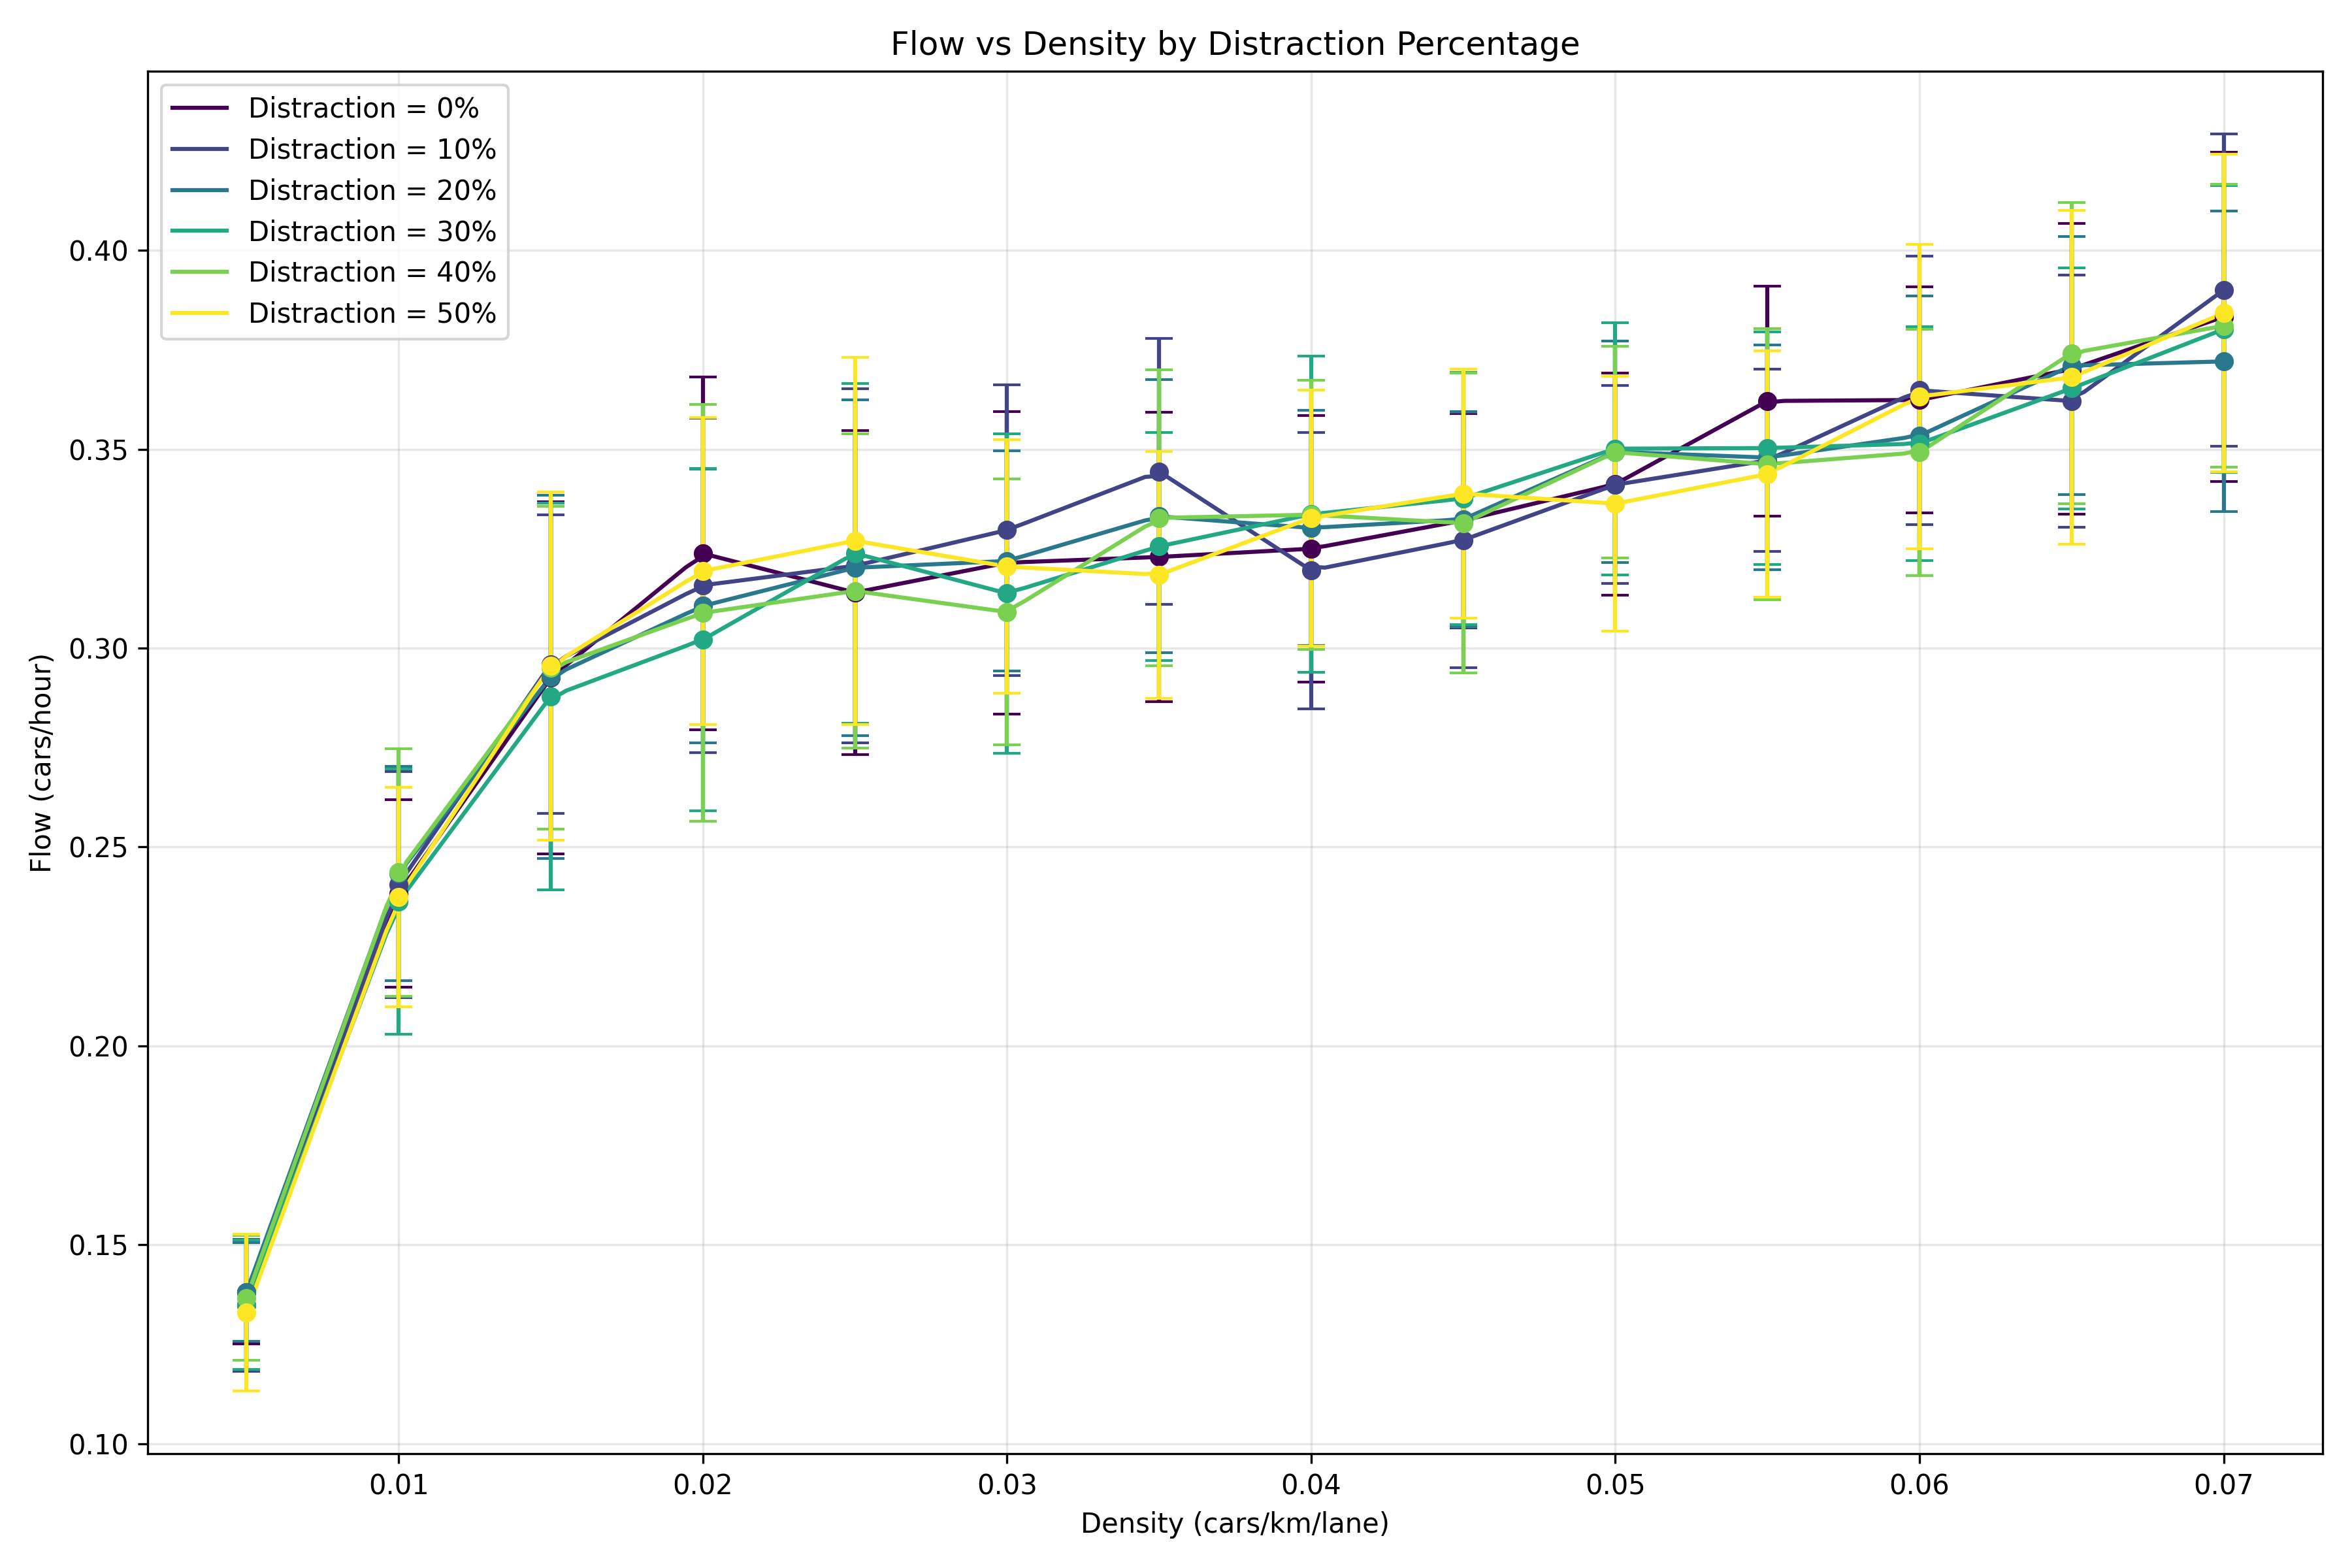 Flow vs Density by Distraction Percentage
Distraction = 0%
Distraction = 10%
Distraction = 20%
Distraction = 30%
Distraction = 40%
Distraction = 50%
Flow (cars/hour)
0.40
0.35
0.30
0.25
0.20
0.15
0.10
0.01 0.02 0.03 0.04 0.05 0.06 0.07
Density (cars/km/lane)